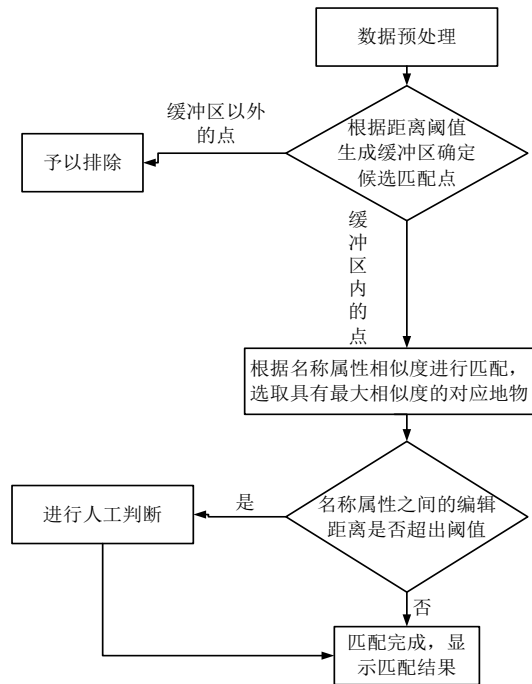 数据预处理
缓冲区以外
的点
根据距离阈值
生成缓冲区确定
候选匹配点
予以排除
缓
冲
区
内
的
点
根据名称属性相似度进行匹配，
选取具有最大相似度的对应地物
是
名称属性之间的编辑
距离是否超出阈值
进行人工判断
否
匹配完成，显
示匹配结果